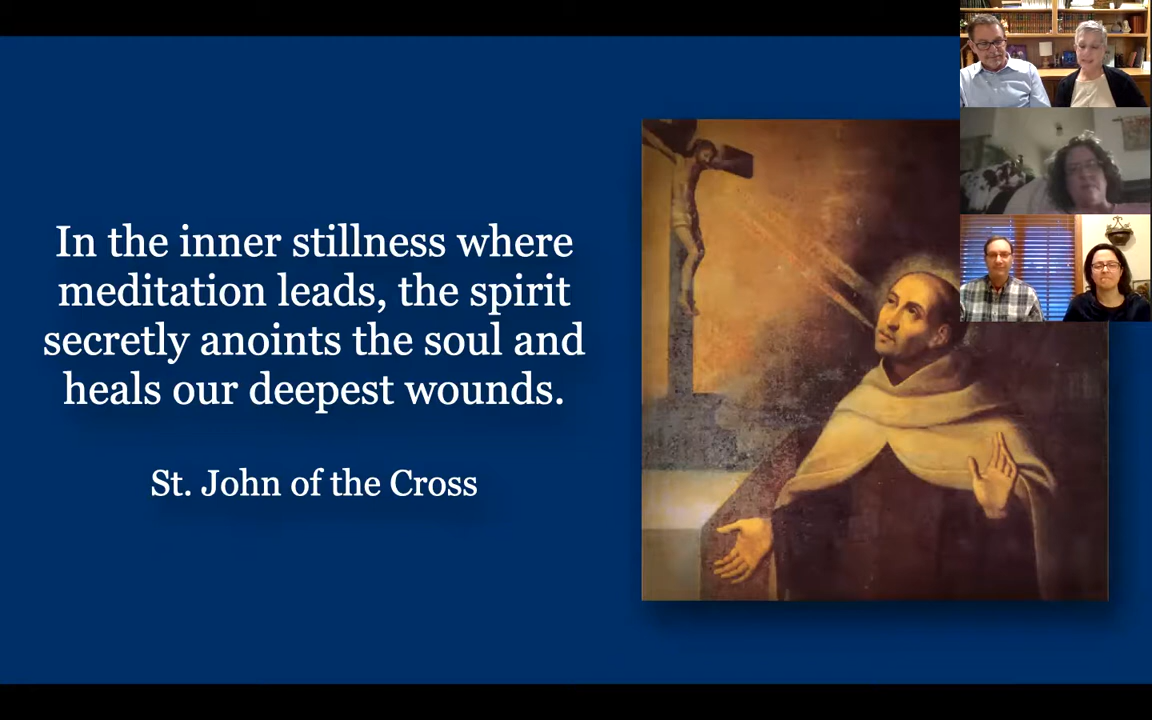 In the inner stillness where
meditation leads, the spirit
secretly anoints the soul and
heals our deepest wounds.
St. John of the Cross